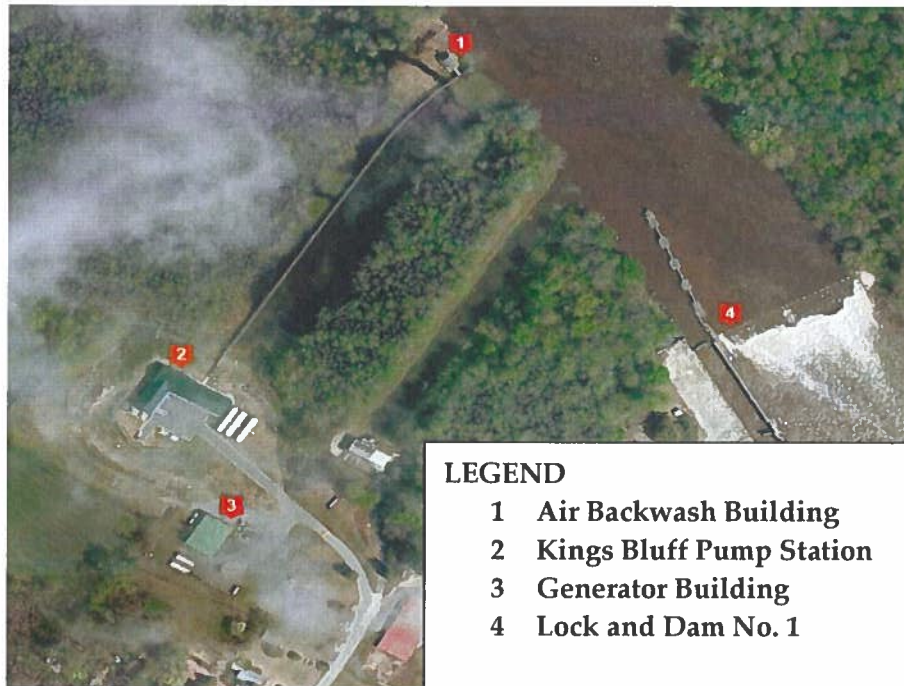 1
4
2
3
LEGEND
1 Air Backwash Building
2 Kings Bluff Pump Station
3 Generator Building
4 Lock and Dam No. 1